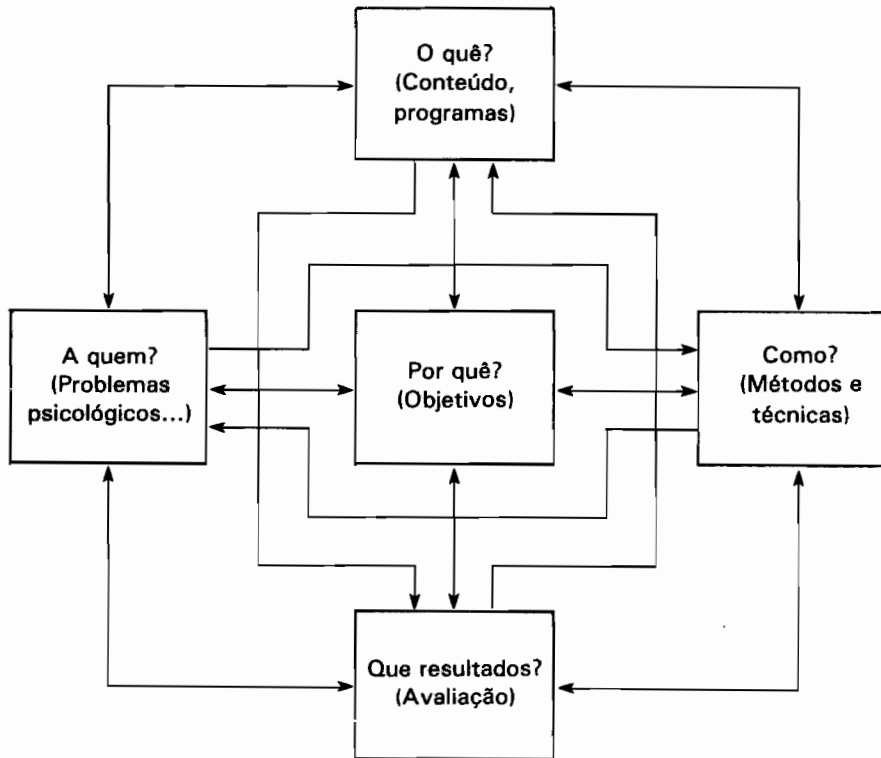 O quê?
(Conteúdo,
programas)
A quem?
(Problemas
psicológicos...)
Por quê?
(Objetivos)
Como?
(Métodos e
técnicas)
Que resultados?
(Avaliação)